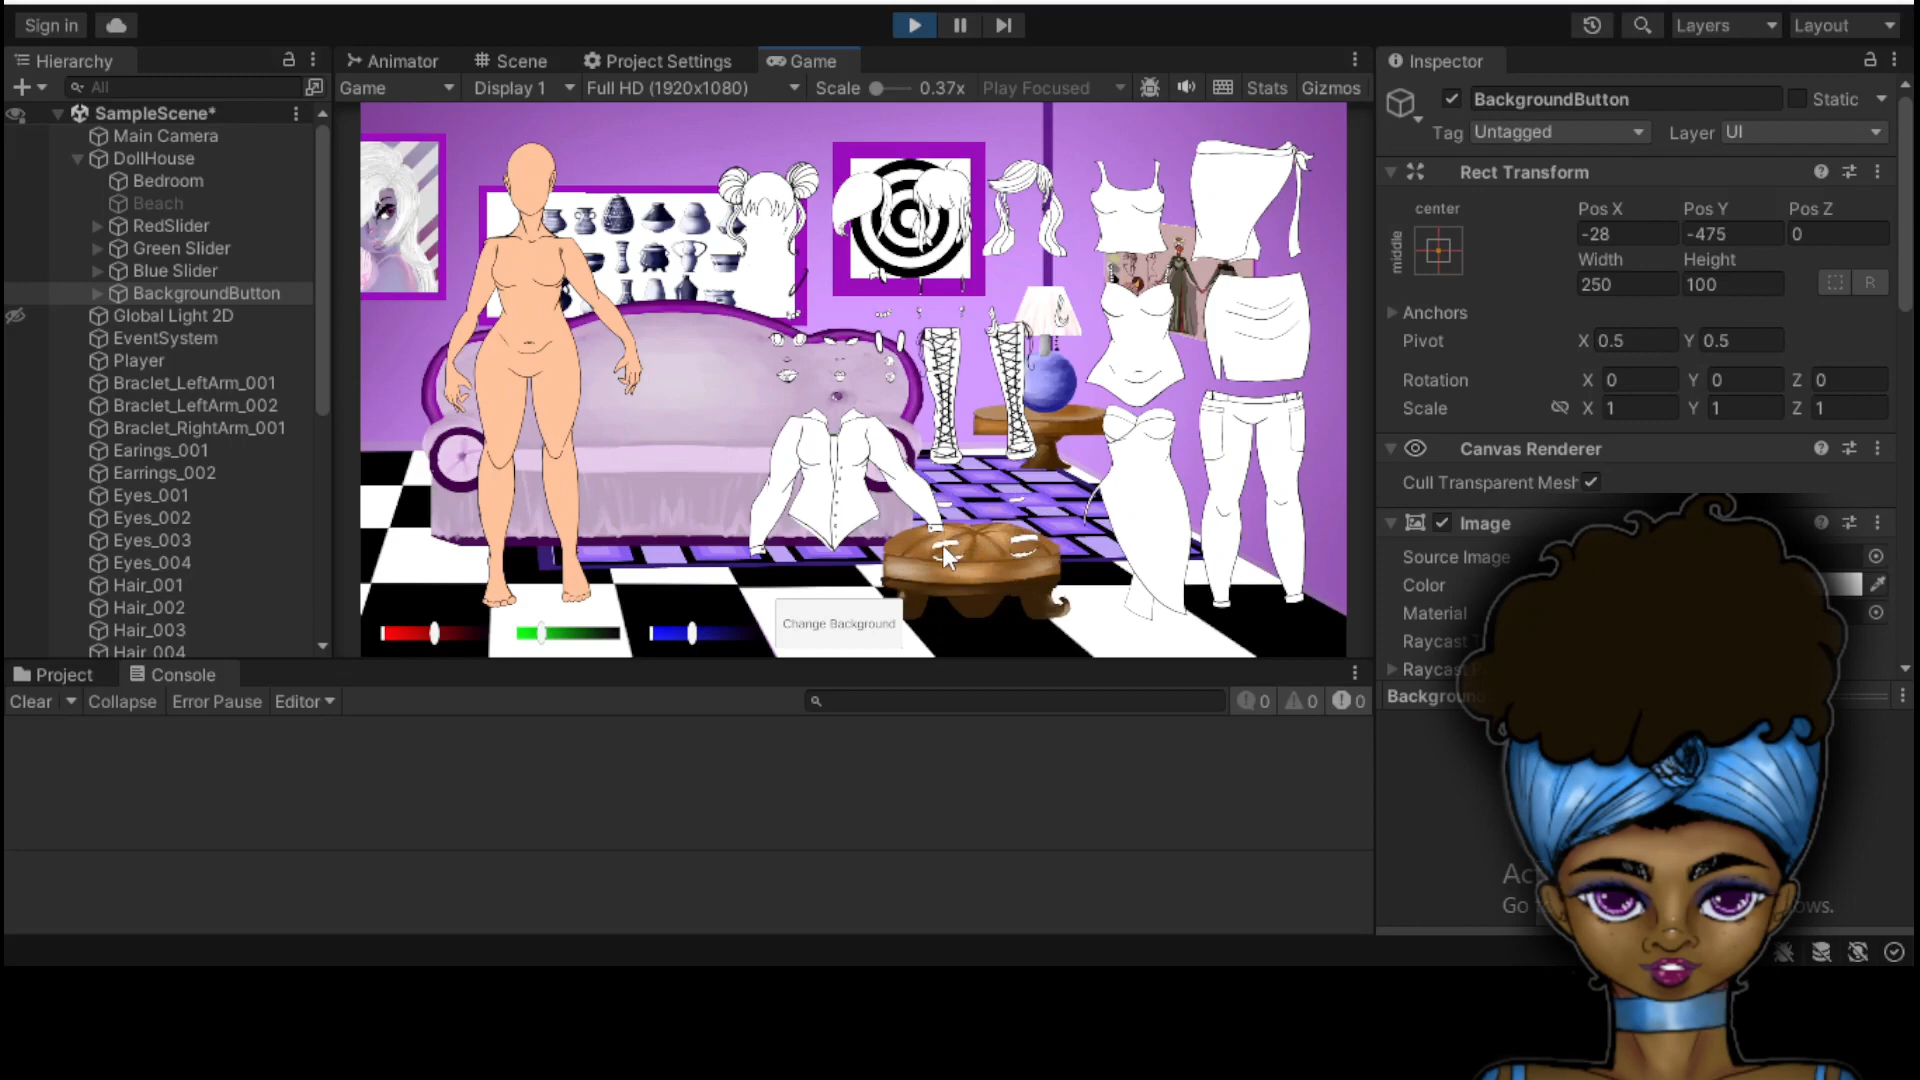 Sign in
Layers
Layout
Hierarchy
Animator
Scene
Project Settings
Game
Inspector
All
Game
Display 1
Full HD (1920x1080)
Scale
0.37x
Play Focused
Stats
Gizmos
BackgroundButton
Static
Tag
Untagged
Layer
UI
SampleScene*
Main Camera
DollHouse
Bedroom
Beach
RedSlider
Green Slider
Blue Slider
BackgroundButton
Global Light 2D
EventSystem
Player
Braclet_LeftArm_001
Braclet_LeftArm_002
Braclet_RightArm_001
Earings_001
Earrings_002
Eyes_001
Eyes_002
Eyes_003
Eyes_004
Hair_001
Hair_002
Hair_003
Hair_004
Change Background
Rect Transform
center
middle
Pos X
Pos Y
Pos Z
-28
-475
0
Width
Height
250
100
R
Anchors
Pivot
X 0.5
Y 0.5
Rotation
X 0
Y 0
Z 0
Scale
X 1
Y 1
Z 1
Canvas Renderer
Cull Transparent Mesh
Image
Source Image
Color
Material
Raycast
Project
Console
Clear
Collapse
Error Pause
Editor
0
0
0
Go